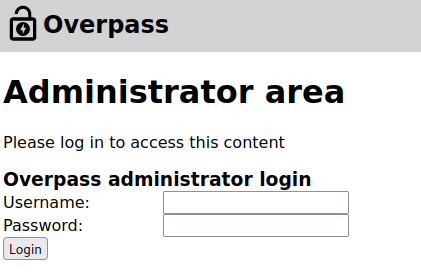 Overpass
Administrator area
Please log in to access this content
Overpass administrator login
Username:
Password:
Login